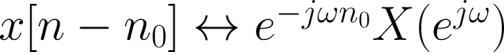 x[n − n₀] ↔ e^{−jωn₀}X(e^{jω})